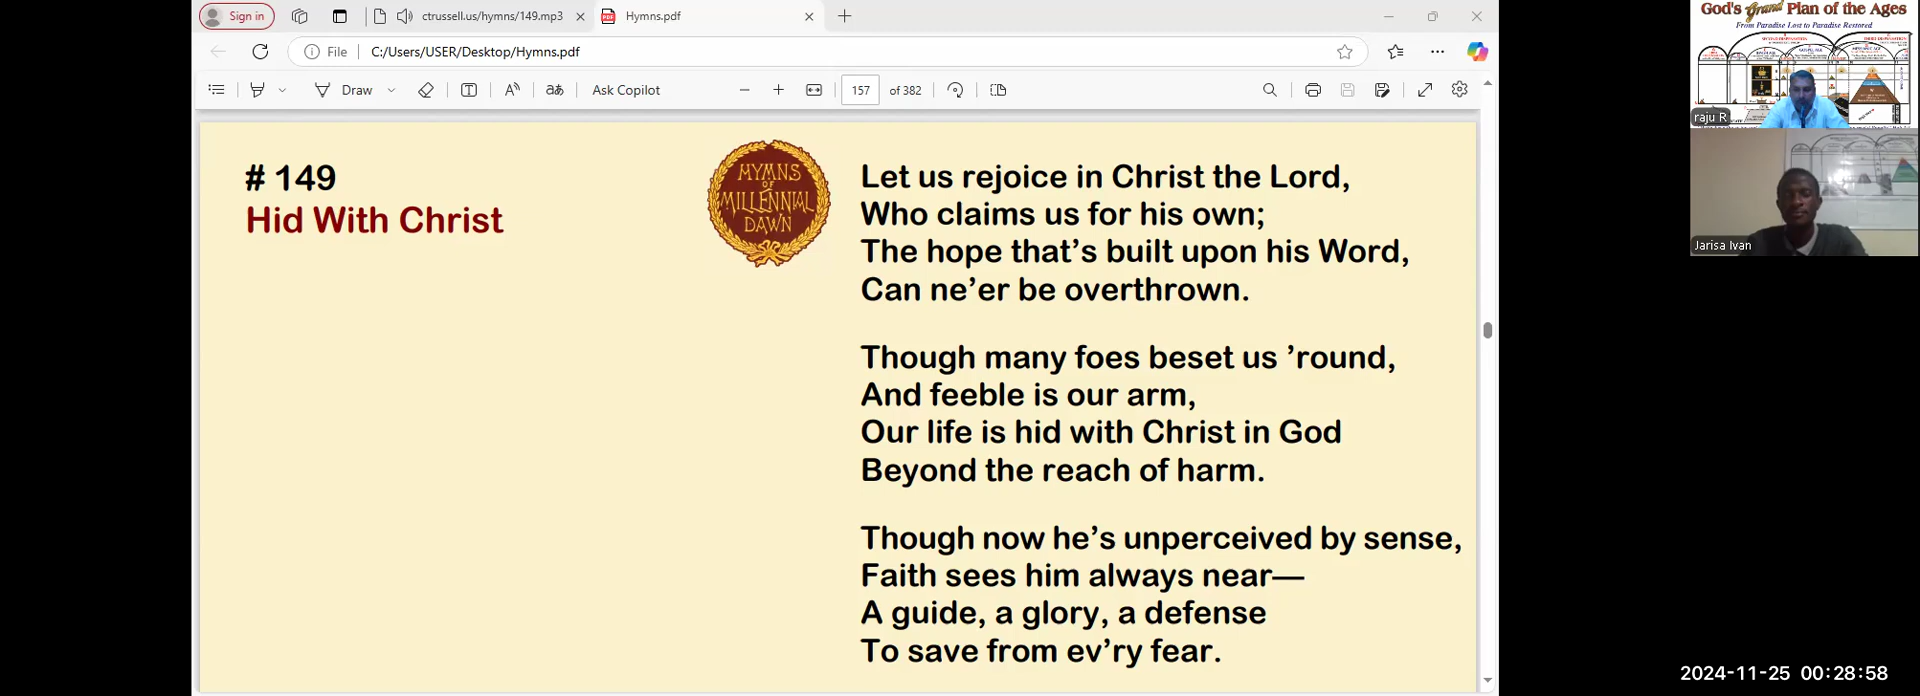 Sign in
ctrussell.us/hymns/149.mp3
Hymns.pdf
File
C:/Users/USER/Desktop/Hymns.pdf
Draw
Ask Copilot
157 of 382
# 149
Hid With Christ
HYMNS
OF
MILLENNIAL
DAWN
Let us rejoice in Christ the Lord,
Who claims us for his own;
The hope that’s built upon his Word,
Can ne’er be overthrown.
Though many foes beset us ’round,
And feeble is our arm,
Our life is hid with Christ in God
Beyond the reach of harm.
Though now he’s unperceived by sense,
Faith sees him always near—
A guide, a glory, a defense
To save from ev’ry fear.
God's Grand Plan of the Ages
From Paradise Lost to Paradise Restored
raju R
Jarisa Ivan
2024-11-25 00:28:58